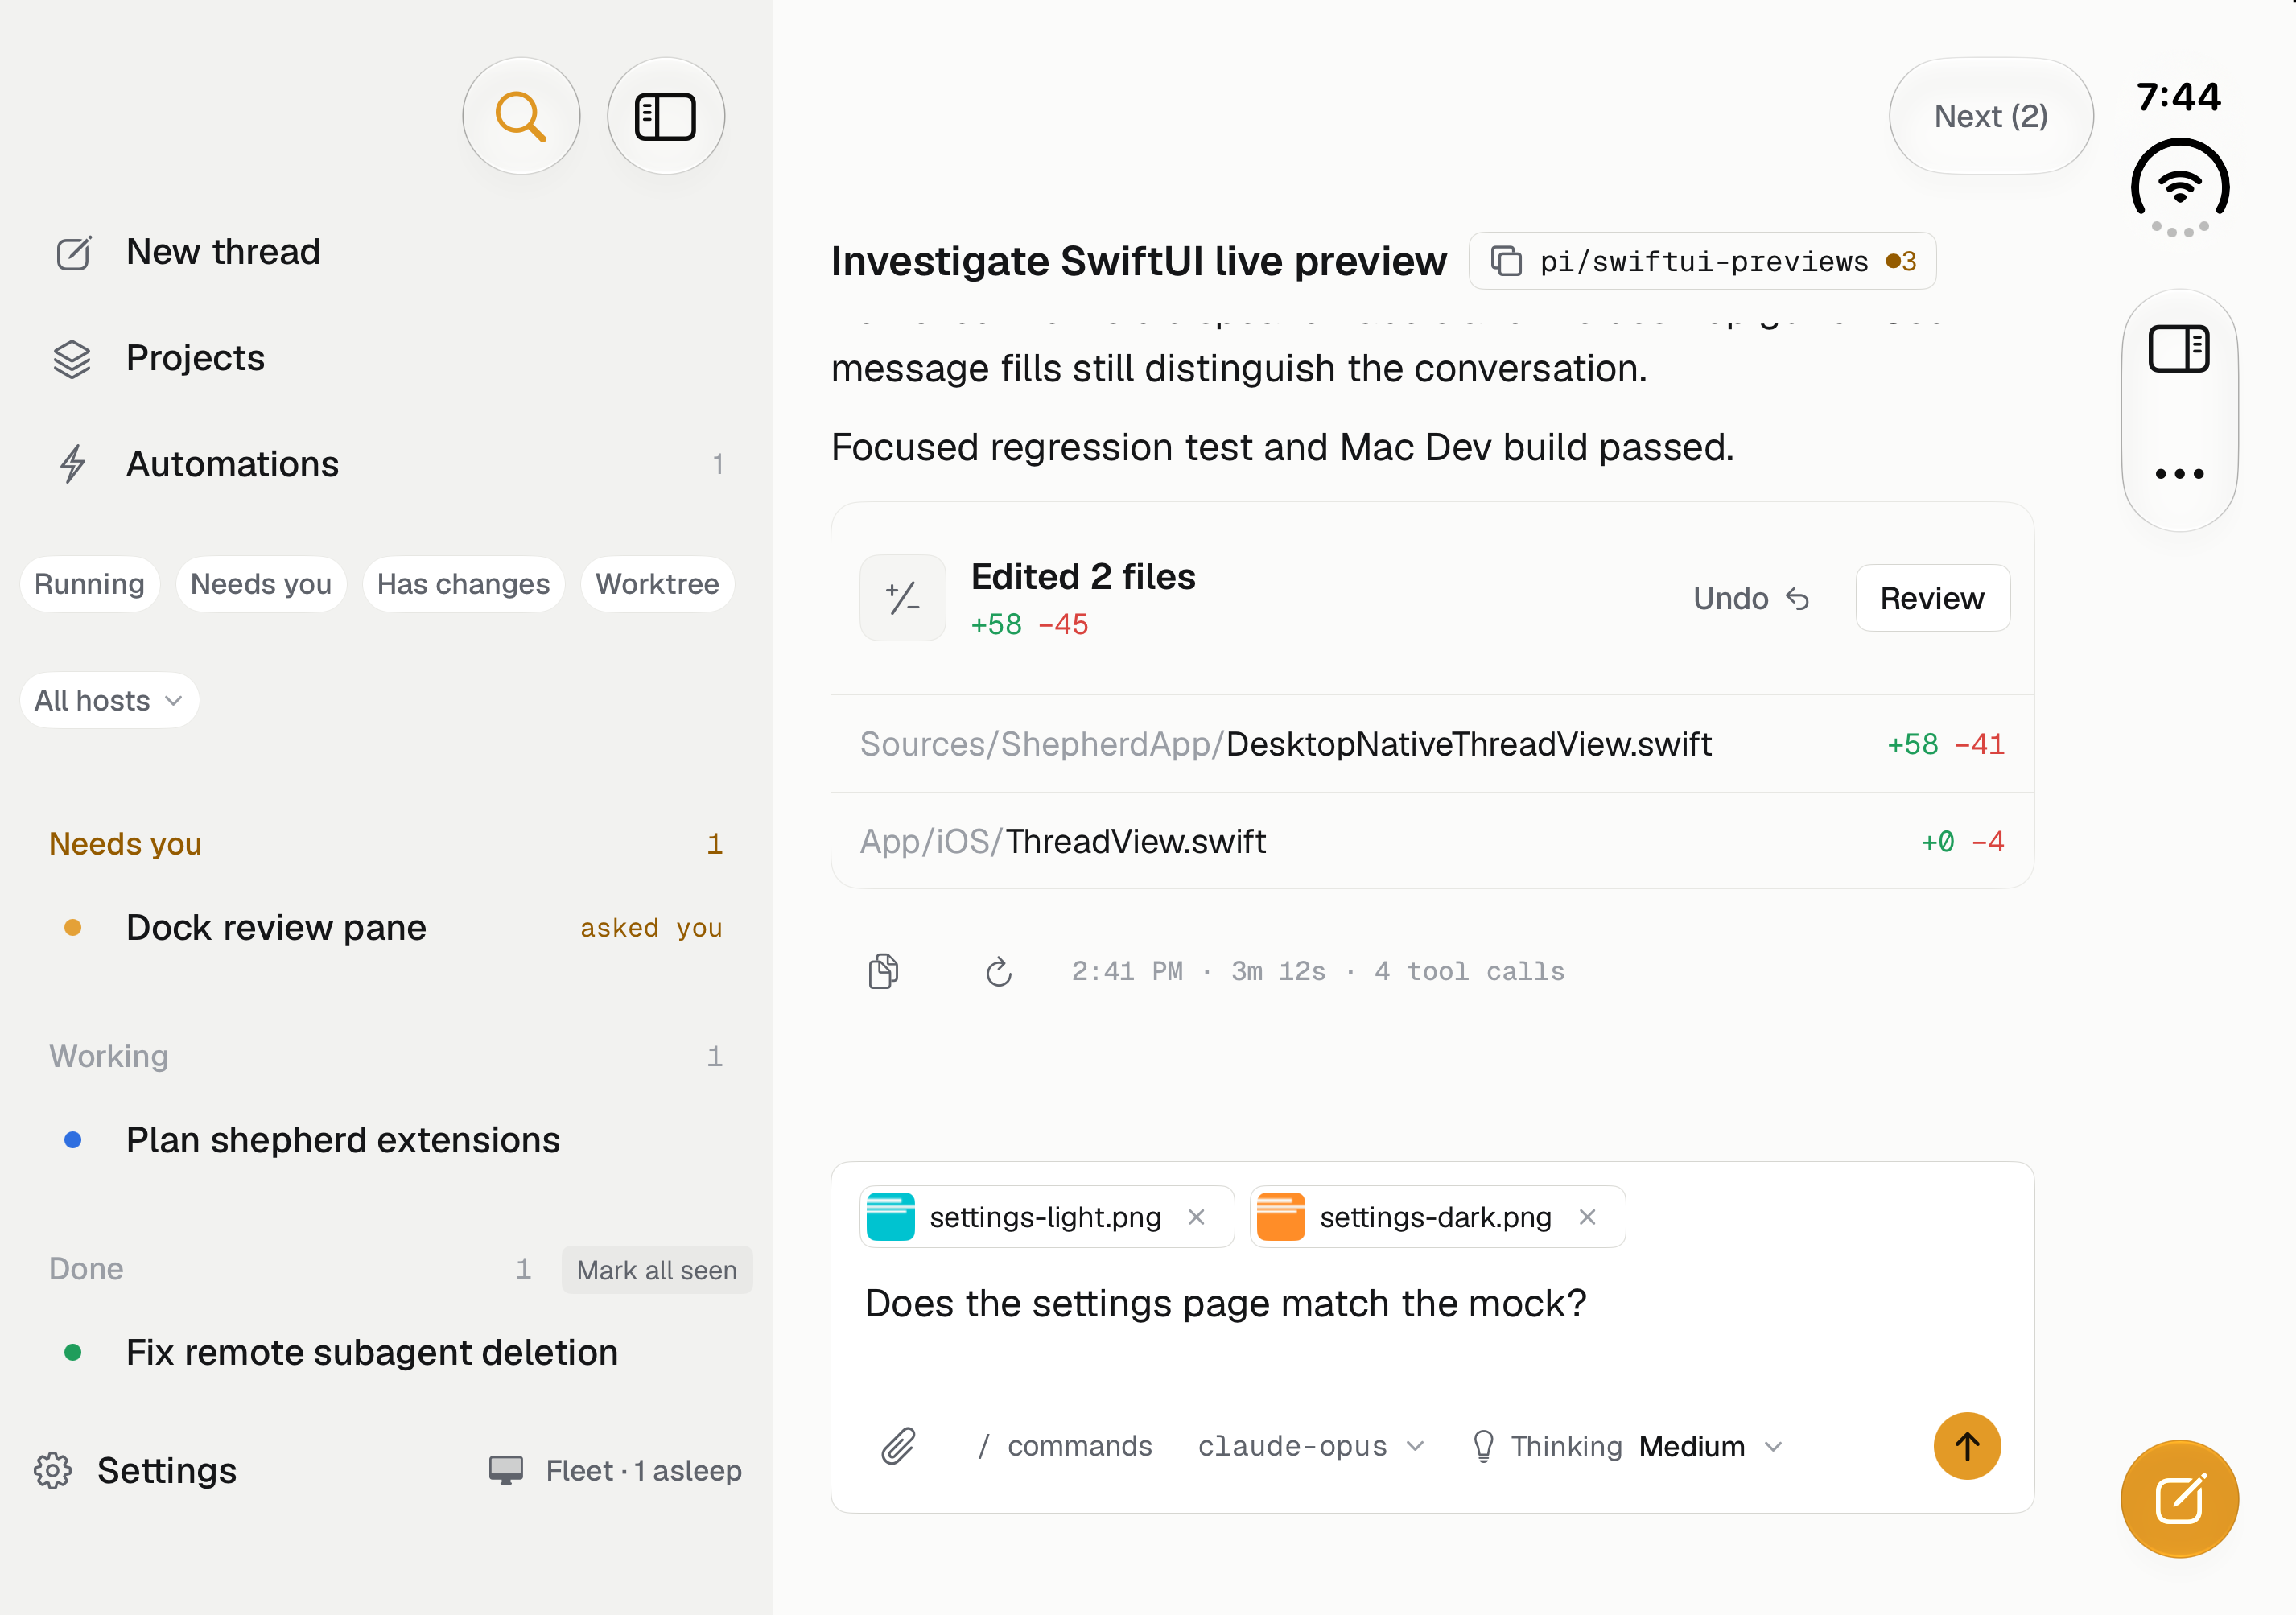 New thread
Projects
Automations 1
Running Needs you Has changes Worktree
All hosts
Needs you 1
Dock review pane asked you
Working 1
Plan shepherd extensions
Done 1 Mark all seen
Fix remote subagent deletion
Settings Fleet · 1 asleep
Next (2)
7:44
Investigate SwiftUI live preview pi/swiftui-previews 3
message fills still distinguish the conversation.
Focused regression test and Mac Dev build passed.
Edited 2 files
+58 −45
Undo Review
Sources/ShepherdApp/DesktopNativeThreadView.swift +58 −41
App/iOS/ThreadView.swift +0 −4
2:41 PM · 3m 12s · 4 tool calls
settings-light.png settings-dark.png
Does the settings page match the mock?
/ commands claude-opus Thinking Medium